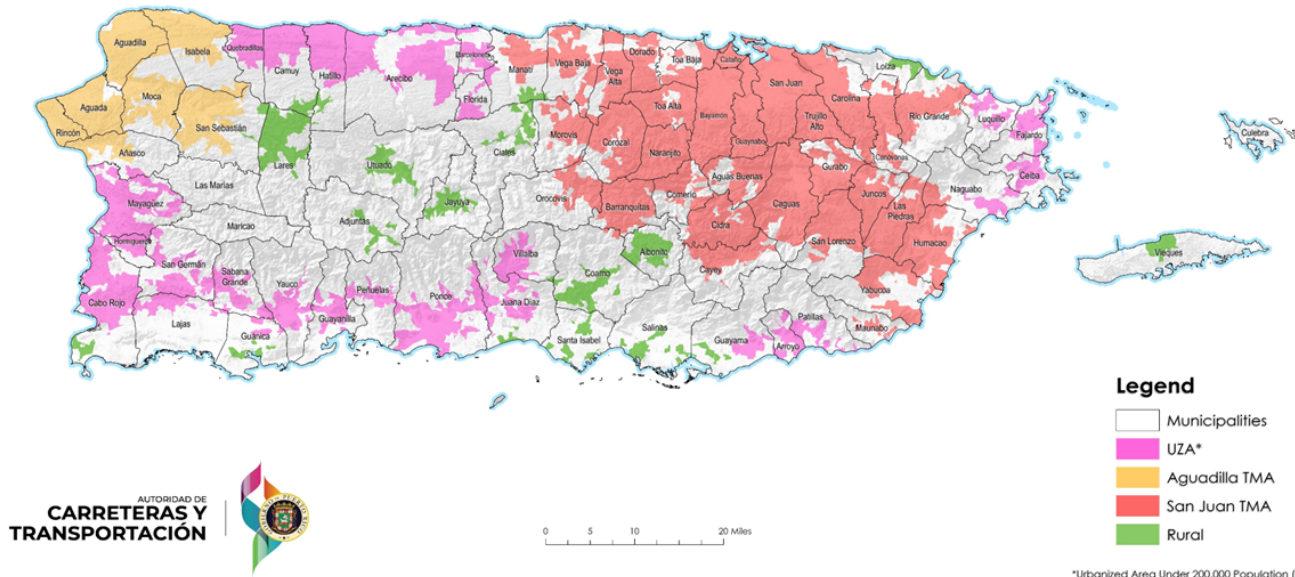 Aguadilla
Isabela
Quebradillas
Camuy
Hatillo
Arecibo
Barceloneta
Manatí
Vega Baja
Vega
Alta
Dorado
Toa Baja
Cataño
San Juan
Loíza
Aguada
Moca
San Sebastián
Florida
Toa Alta
Bayamón
Carolina
Trujillo
Alto
Río Grande
Luquillo
Fajardo
Culebra
Rincón
Añasco
Lares
Utuado
Ciales
Morovis
Corozal
Naranjito
Guaynabo
Canóvanas
Gurabo
Ceiba
Las Marías
Mayagüez
Maricao
Adjuntas
Jayuya
Orocovis
Barranquitas
Comerío
Aguas Buenas
Caguas
Juncos
Las
Piedras
Naguabo
Hormigueros
San Germán
Sabana
Grande
Yauco
Peñuelas
Ponce
Villalba
Coamo
Aibonito
Cidra
Cayey
San Lorenzo
Humacao
Vieques
Cabo Rojo
Lajas
Guánica
Guayanilla
Juana Díaz
Santa Isabel
Salinas
Guayama
Arroyo
Patillas
Yabucoa
Maunabo
AUTORIDAD DE
CARRETERAS Y
TRANSPORTACIÓN
0 5 10 20 Miles
Legend
Municipalities
UZA*
Aguadilla TMA
San Juan TMA
Rural
*Urbanized Area Under 200,000 Population (